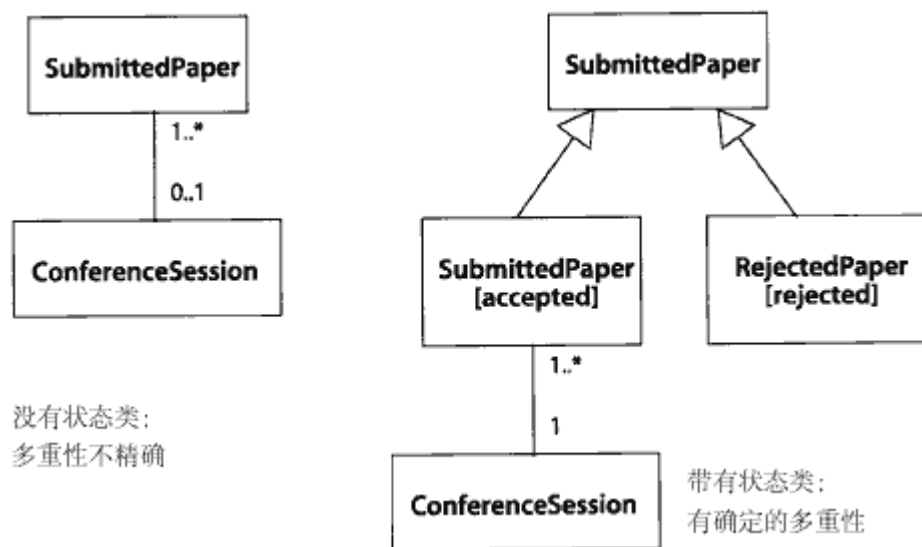 SubmittedPaper
1..*
0..1
ConferenceSession
没有状态类;
多重性不精确
SubmittedPaper
SubmittedPaper
[accepted]
RejectedPaper
[rejected]
1..*
1
ConferenceSession
带有状态类;
有确定的多重性